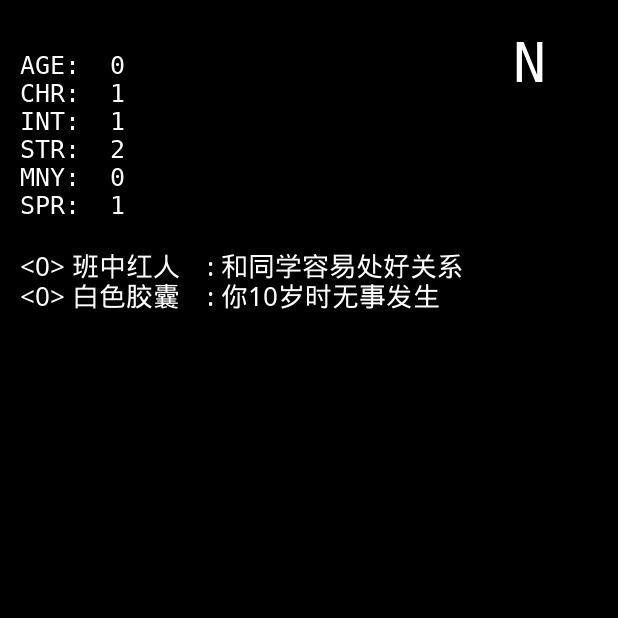 N
AGE: 0
CHR: 1
INT: 1
STR: 2
MNY: 0
SPR: 1
<O> 班中红人 : 和同学容易处好关系
<O> 白色胶囊 : 你10岁时无事发生